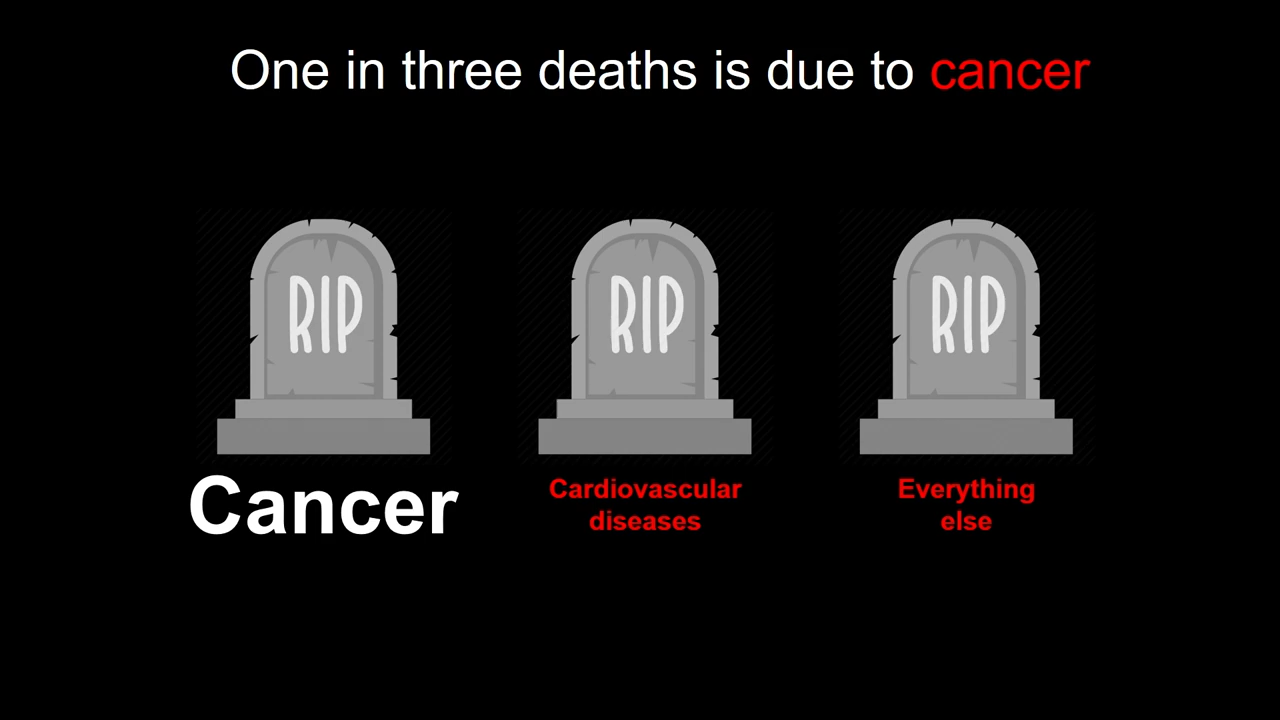 One in three deaths is due to cancer
RIP
RIP
RIP
Cancer
Cardiovascular
diseases
Everything
else